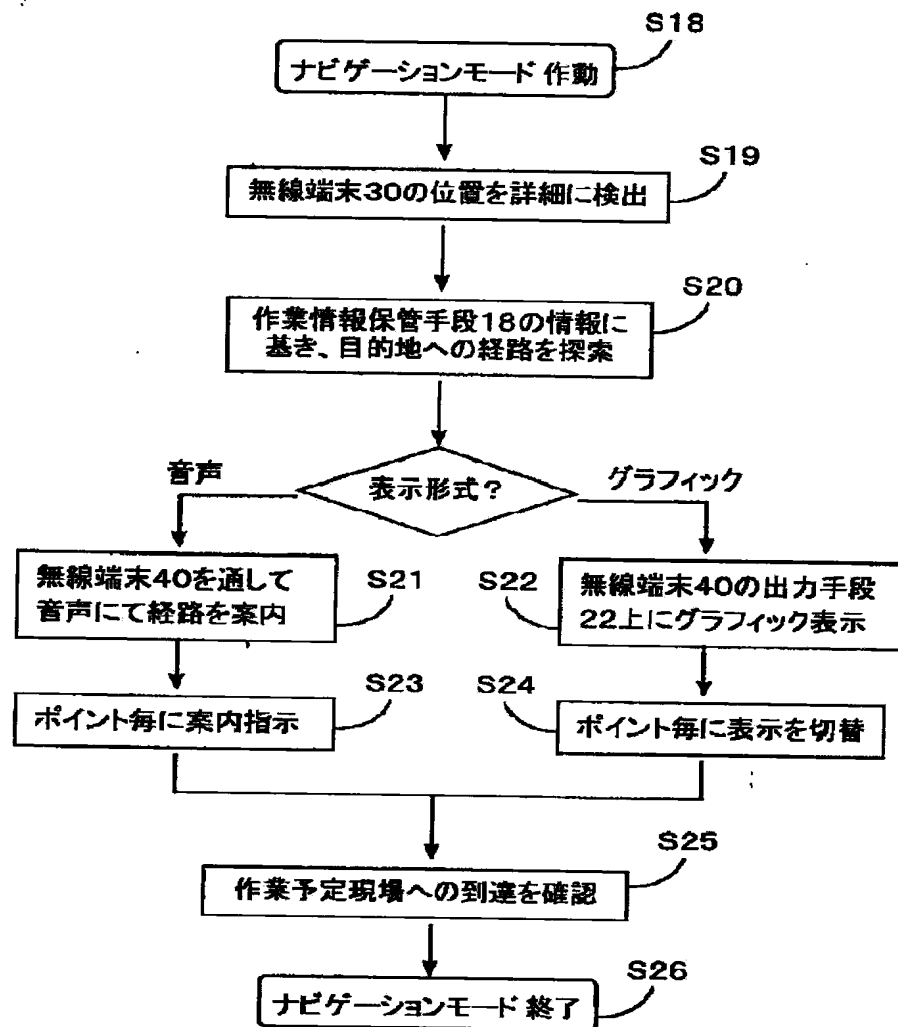 S18
ナビゲーションモード 作動
S19
無線端末30の位置を詳細に検出
S20
作業情報保管手段18の情報に
基き、目的地への経路を探索
音声
表示形式？
グラフィック
無線端末40を通して
音声にて経路を案内
S21
S22
無線端末40の出力手段
22上にグラフィック表示
S23
ポイント毎に案内指示
S24
ポイント毎に表示を切替
S25
作業予定現場への到達を確認
S26
ナビゲーションモード 終了